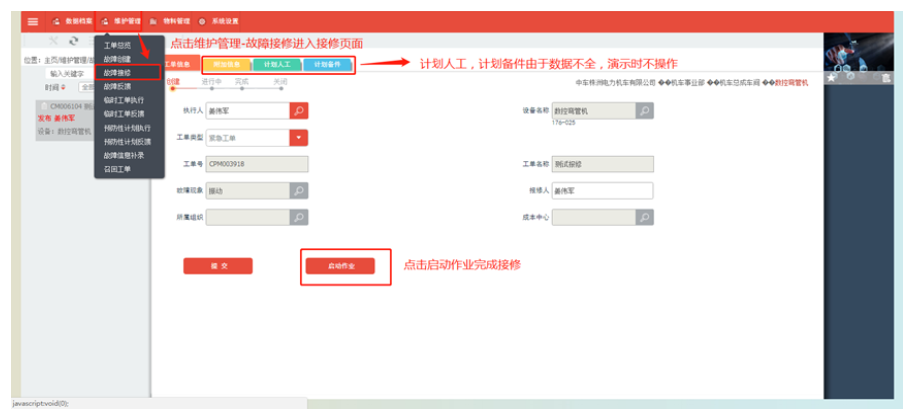 数据档案 维护管理 物料管理 系统设置
点击维护管理-故障接修进入接修页面
工单总览
故障创建
故障接修
故障反馈
临时工单执行
临时工单反馈
预防性计划执行
预防性计划反馈
故障信息补录
召回工单
位置：主页/维护管理/
输入关键字
时间
发布 姜伟军
设备：数控弯管机
工单信息 附加信息 计划人工 计划备件
计划人工，计划备件由于数据不全，演示时不操作
创建 进行中 完成 关闭
中车株洲电力机车有限公司 ��机车事业部 ��机车总成车间 ��数控弯管机
执行人 姜伟军
设备名称 数控弯管机
176-025
工单类型 紧急工单
工单号 CPM003918
工单名称 测试报修
故障现象 振动
报修人 姜伟军
所属组织
成本中心
提 交
启动作业
点击启动作业完成接修
javascript:void(0);